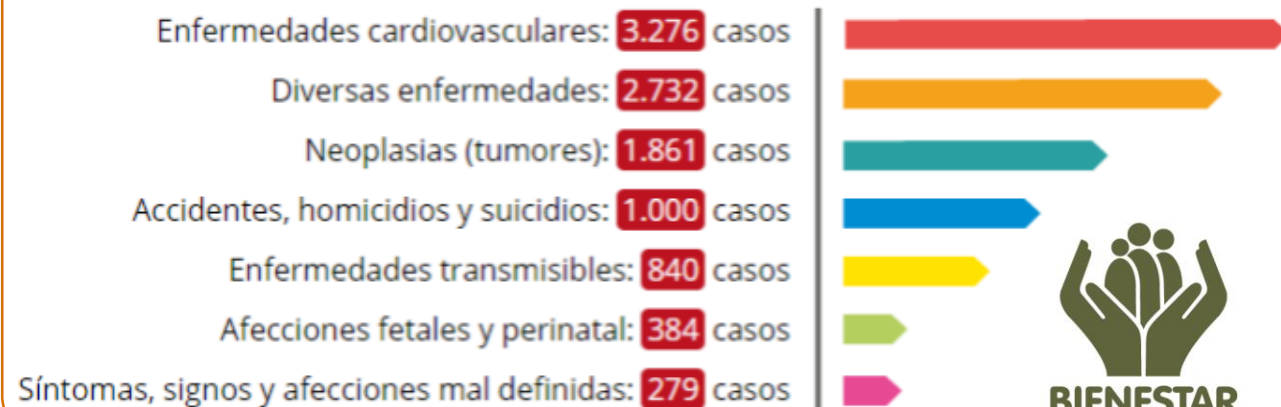 Enfermedades cardiovasculares: 3.276 casos
Diversas enfermedades: 2.732 casos
Neoplasias (tumores): 1.861 casos
Accidentes, homicidios y suicidios: 1.000 casos
Enfermedades transmisibles: 840 casos
Afecciones fetales y perinatal: 384 casos
Síntomas, signos y afecciones mal definidas: 279 casos
BIENESTAR